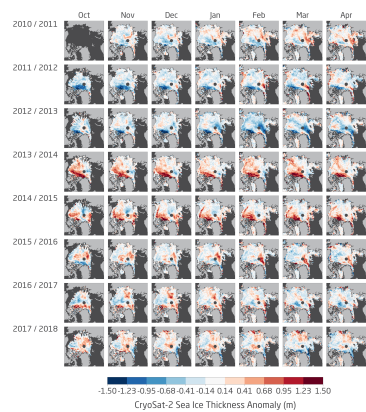 Oct Nov Dec Jan Feb Mar Apr
2010 / 2011
2011 / 2012
2012 / 2013
2013 / 2014
2014 / 2015
2015 / 2016
2016 / 2017
2017 / 2018
-1.50 -1.23 -0.95 -0.68 -0.41 -0.14 0.14 0.41 0.68 0.95 1.23 1.50
CryoSat-2 Sea Ice Thickness Anomaly (m)